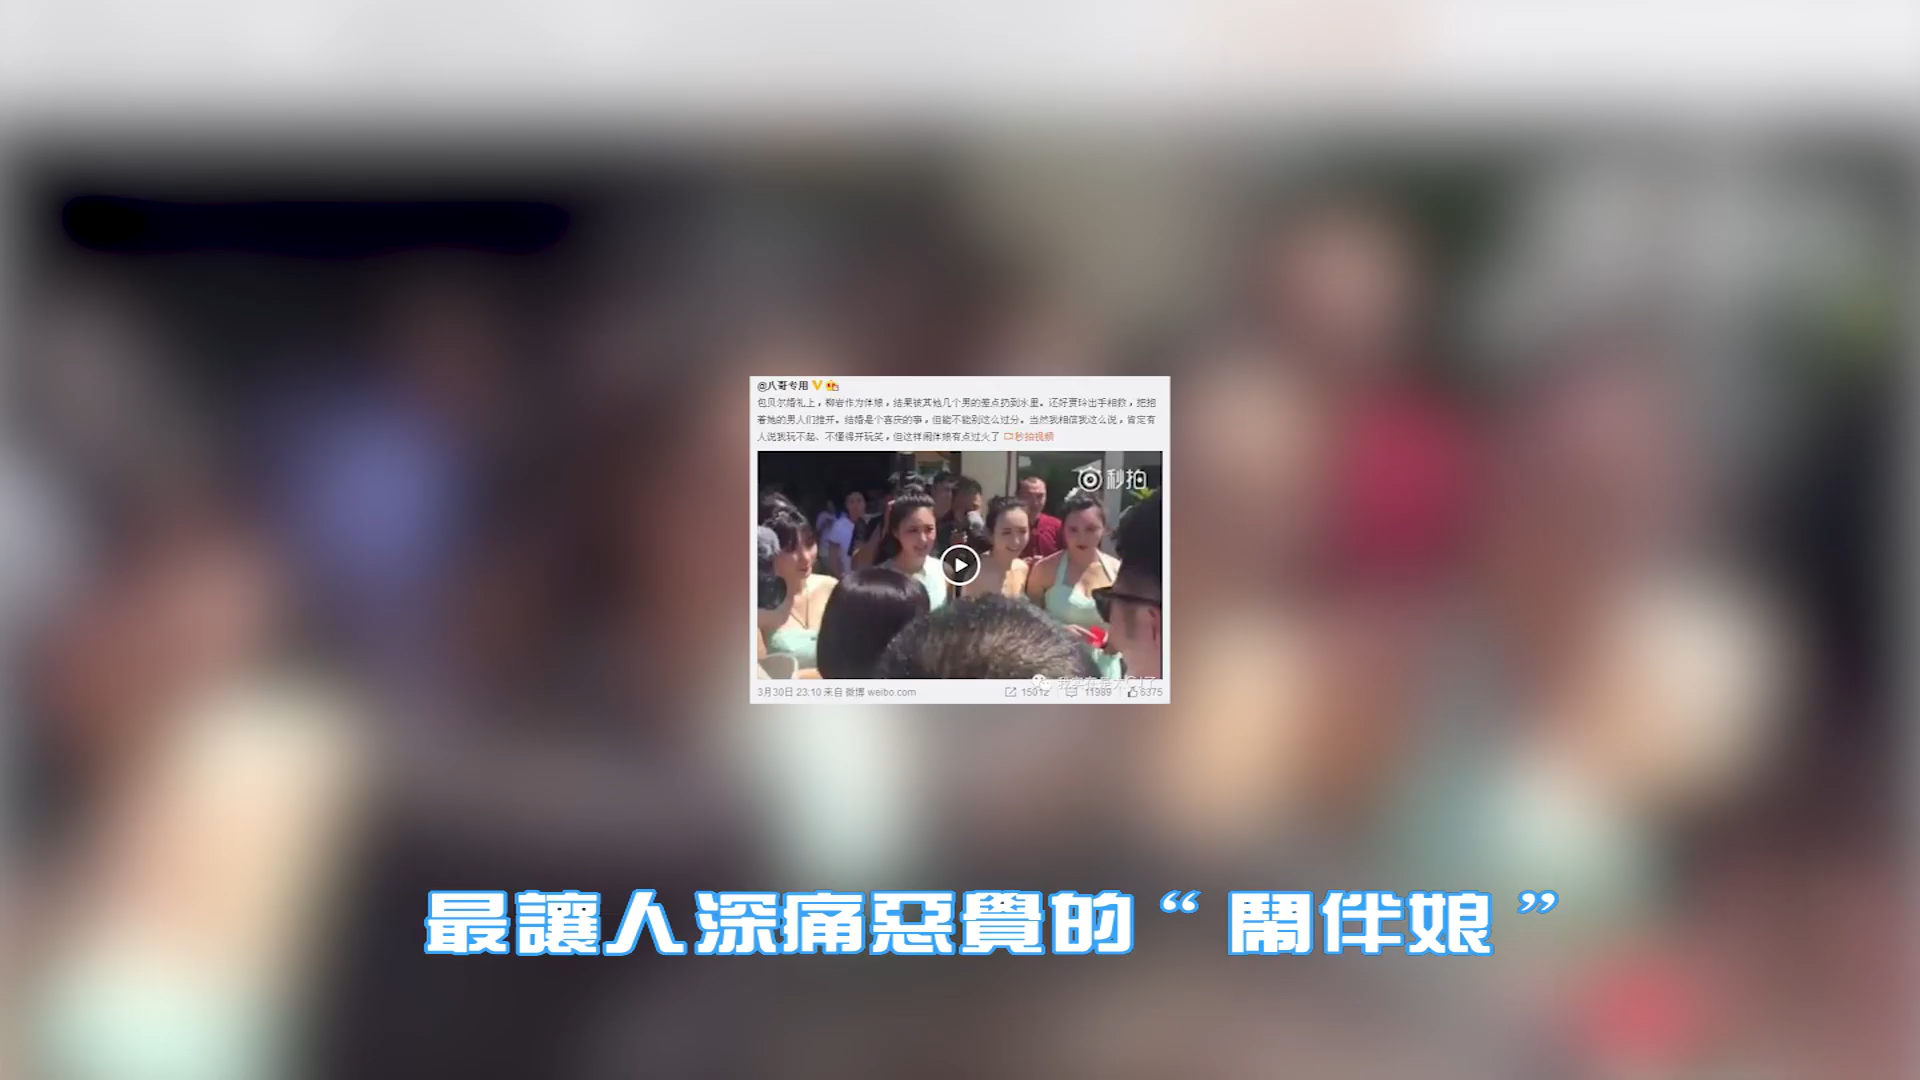 @八哥专用
包贝尔婚礼上，柳岩作为伴娘，结果被其他几个男的差点扔到水里。还好贾玲出手相救，把抱
着她的男人们推开。结婚是个喜庆的事，但能不能别这么过分。当然我相信我这么说，肯定有
人说我玩不起、不懂得开玩笑，但这样闹伴娘有点过火了 秒拍视频
秒拍
3月30日 23:10 来自 微博 weibo.com 15012 11989 6375
最讓人深痛惡覺的“鬧伴娘”